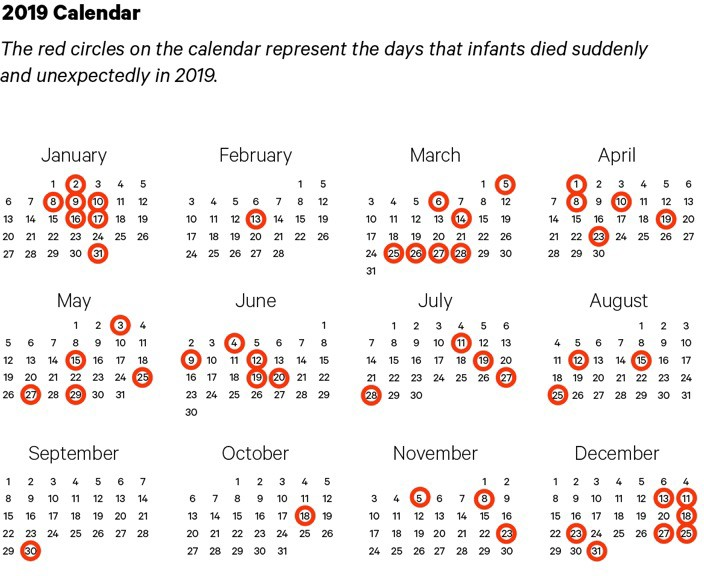 2019 Calendar
The red circles on the calendar represent the days that infants died suddenly
and unexpectedly in 2019.
January
1 2 3 4 5
6 7 8 9 10 11 12
13 14 15 16 17 18 19
20 21 22 23 24 25 26
27 28 29 30 31
February
1 5
3 4 5 6 7 8 12
10 11 12 13 14 15 19
17 18 19 20 21 22 26
24 25 26 27 28
March
1 5
3 4 5 6 7 8 12
10 11 12 13 14 15 19
17 18 19 20 21 22 26
24 25 26 27 28 29 30
31
April
1 2 3 4 5 6
7 8 9 10 11 12 13
14 15 16 17 18 19 20
21 22 23 24 25 26 27
28 29 30
May
1 2 3 4
5 6 7 8 9 10 11
12 13 14 15 16 17 18
19 20 21 22 23 24 25
26 27 28 29 30 31
June
1
2 3 4 5 6 7 8
9 10 11 12 13 14 15
16 17 18 19 20 21 22
23 24 25 26 27 28 29
30
July
1 2 3 4 5 6
7 8 9 10 11 12 13
14 15 16 17 18 19 20
21 22 23 24 25 26 27
28 29 30
August
1 2 3
4 5 6 7 8 9 10
11 12 13 14 15 16 17
18 19 20 21 22 23 24
25 26 27 28 29 30 31
September
1 2 3 4 5 6 7
8 9 10 11 12 13 14
15 16 17 18 19 20 21
22 23 24 25 26 27 28
29 30
October
1 2 3 4 5
6 7 8 9 10 11 12
13 14 15 16 17 18 19
20 21 22 23 24 25 26
27 28 29 30 31
November
1 2
3 4 5 6 7 8 9
10 11 12 13 14 15 16
17 18 19 20 21 22 23
24 25 26 27 28 29 30
December
1 2 3 4 5 6 4
8 9 10 11 12 13 11
15 16 17 18 19 20 18
22 23 24 25 26 27 25
29 30 31